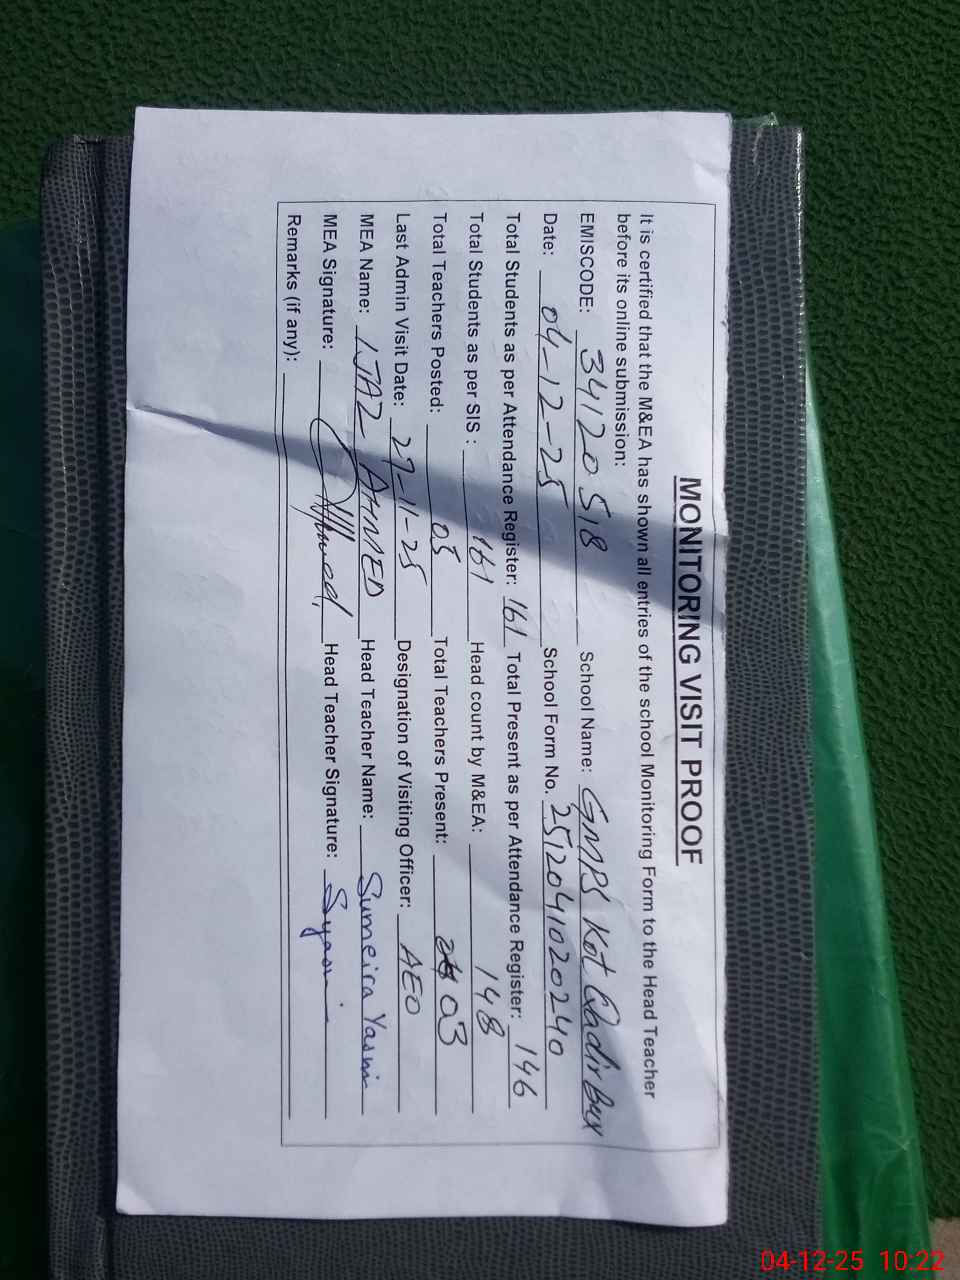 MONITORING VISIT PROOF
It is certified that the M&EA has shown all entries of the school Monitoring Form to the Head Teacher
before its online submission:
EMISCODE: 34120518 School Name: GMPS Kot Qadir Bux
Date: 04-12-25 School Form No. 2512041020240
Total Students as per Attendance Register: 161 Total Present as per Attendance Register: 146
Total Students as per SIS : 161 Head count by M&EA: 148
Total Teachers Posted: 03 Total Teachers Present: 03
Last Admin Visit Date: 27-11-25 Designation of Visiting Officer: AEO
MEA Name: IJAZ AHMED Head Teacher Name: Sumeira Yasmin
MEA Signature: Head Teacher Signature:
Remarks (if any):
04-12-25 10:22